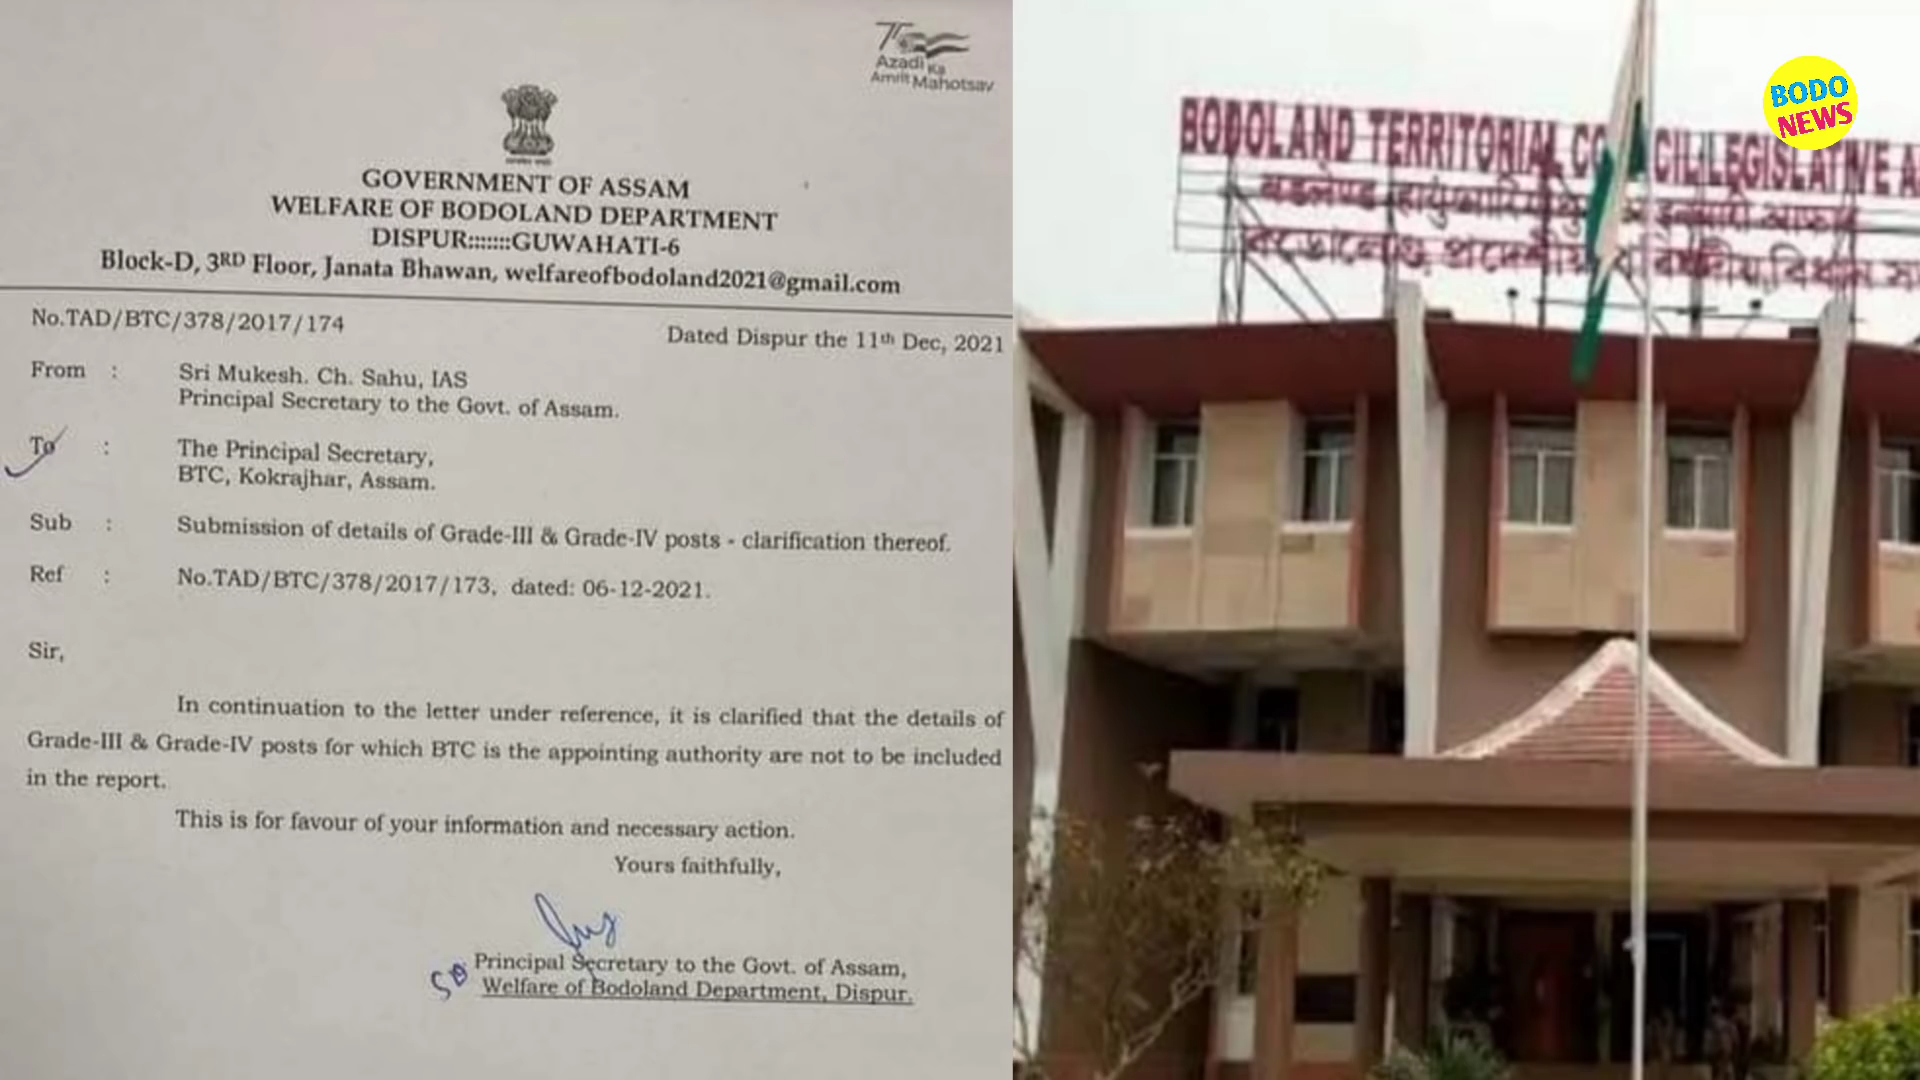 75
Azadi Ka
Amrit Mahotsav
GOVERNMENT OF ASSAM
WELFARE OF BODOLAND DEPARTMENT
DISPUR:::::::GUWAHATI-6
Block-D, 3RD Floor, Janata Bhawan, welfareofbodoland2021@gmail.com
No.TAD/BTC/378/2017/174
Dated Dispur the 11th Dec, 2021
From : Sri Mukesh. Ch. Sahu, IAS
Principal Secretary to the Govt. of Assam.
To : The Principal Secretary,
BTC, Kokrajhar, Assam.
Sub : Submission of details of Grade-III & Grade-IV posts - clarification thereof.
Ref : No.TAD/BTC/378/2017/173, dated: 06-12-2021.
Sir,
In continuation to the letter under reference, it is clarified that the details of
Grade-III & Grade-IV posts for which BTC is the appointing authority are not to be included
in the report.
This is for favour of your information and necessary action.
Yours faithfully,
Principal Secretary to the Govt. of Assam,
Welfare of Bodoland Department, Dispur.
BODOLAND TERRITORIAL CIL LEGISLATIVE A
BODO
NEWS